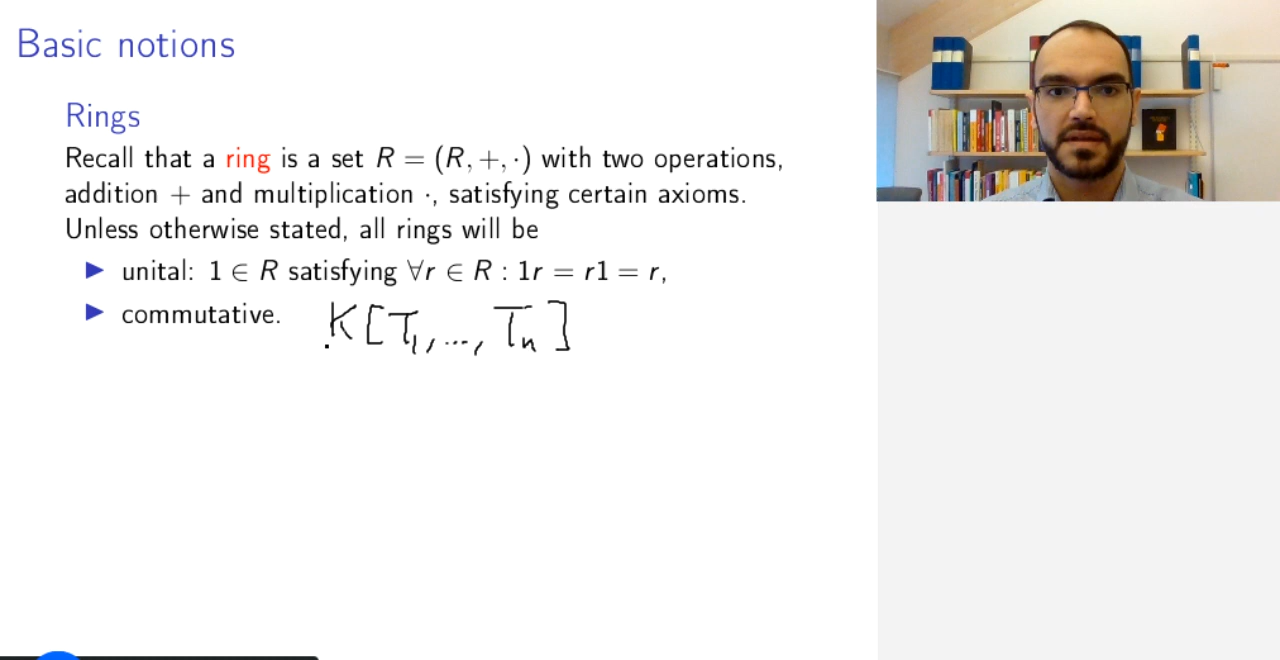 Basic notions
Rings
Recall that a ring is a set R = (R, +, ·) with two operations,
addition + and multiplication ·, satisfying certain axioms.
Unless otherwise stated, all rings will be
▶ unital: 1 ∈ R satisfying ∀r ∈ R : 1r = r1 = r,
▶ commutative. K[T₁, ..., Tₙ]